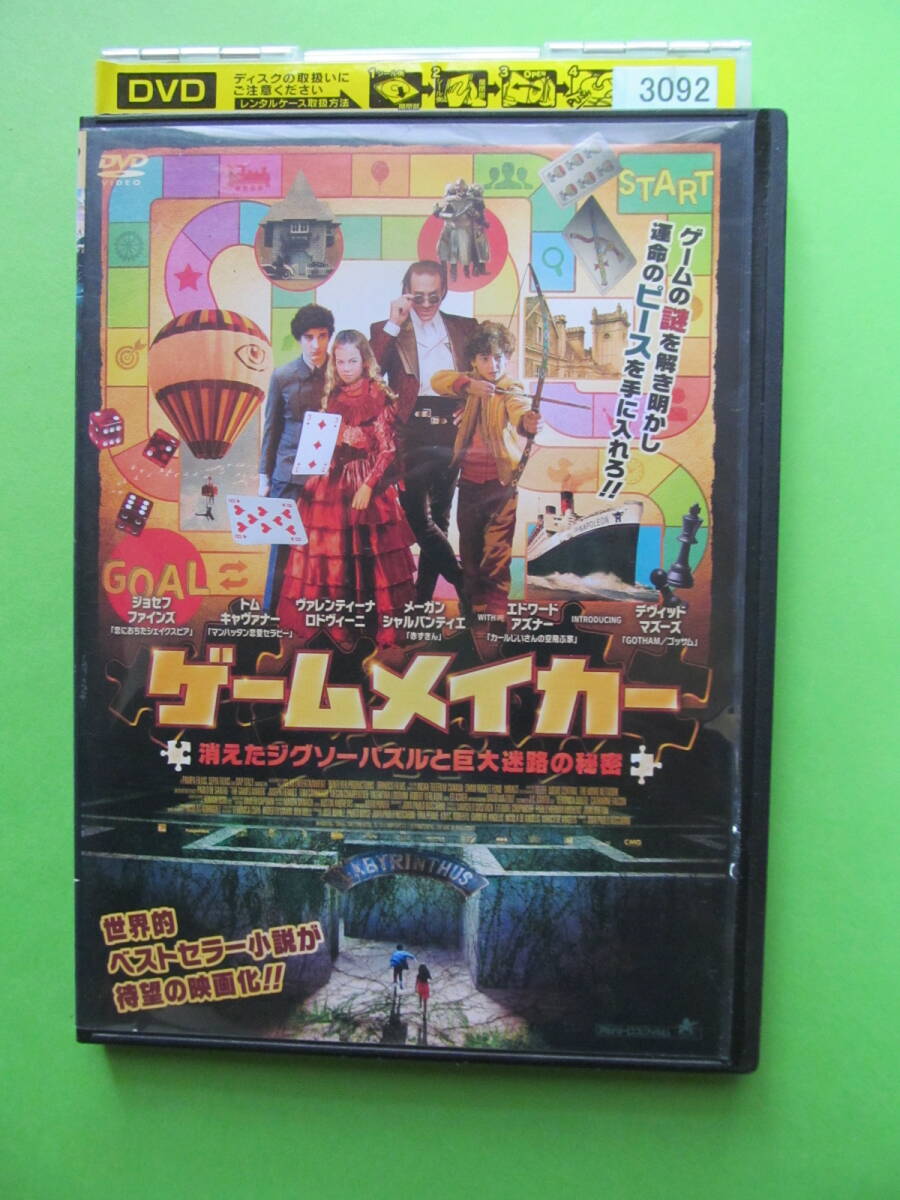 DVD
ディスクの取扱いに
ご注意ください
レンタルケース取扱方法
1
2
3 OPEN
4
3092
DVD
VIDEO
START
ゲームの謎を解き明かし
運命のピースを手に入れろ!!
NAPOLEON
GOAL
ジョセフ
ファインズ
「恋におちたシェイクスピア」
トム
キャヴァナー
「マンハッタン恋愛セラピー」
ヴァレンティーナ
ロドヴィーニ
メーガン
シャルパンティエ
「赤ずきん」
WITH
エドワード
アズナー
「カールじいさんの空飛ぶ家」
INTRODUCING
デヴィッド
マズーズ
「GOTHAM/ゴッサム」
ゲームメイカー
消えたジグソーパズルと巨大迷路の秘密
LABYRINTHUS
世界的
ベストセラー小説が
待望の映画化!!